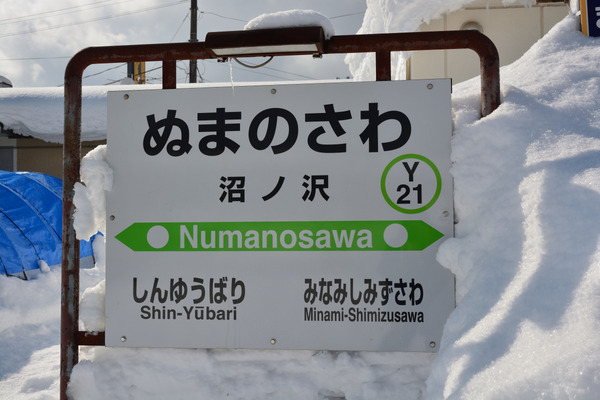 ぬまのさわ
沼ノ沢
Y
21
Numanosawa
しんゆうばり
Shin-Yūbari
みなみしみずさわ
Minami-Shimizusawa